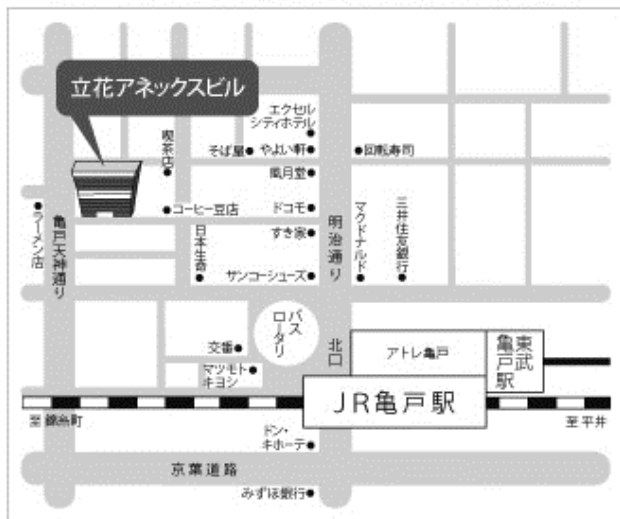 立花アネックスビル
エクセル
シティホテル
喫茶店
そば屋
やよい軒
回転寿司
風月堂
コーヒー豆店
ドコモ
すき家
ラーメン店
亀戸天神通り
日本生命
サンコーシューズ
明治通り
マクドナルド
三井住友銀行
バス
ロータリー
北口
交番
マツモト
キヨシ
アトレ亀戸
東武
亀戸駅
JR亀戸駅
至 錦糸町
至 平井
ドン・
キホーテ
京葉道路
みずほ銀行